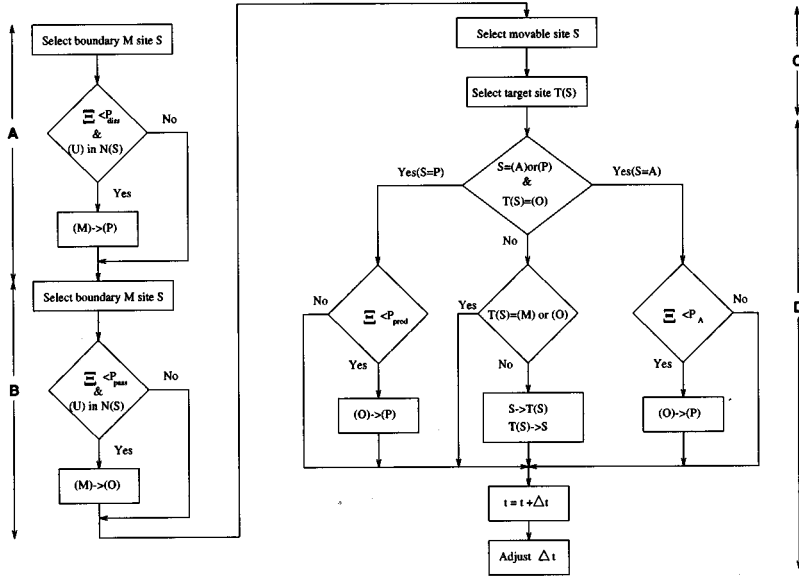 Select boundary M site S
Ξ <P_diss
&
(U) in N(S)
No
Yes
(M)->(P)
A
Select boundary M site S
Ξ <P_pass
&
(U) in N(S)
No
Yes
(M)->(O)
B
Select movable site S
Select target site T(S)
C
S=(A)or(P)
&
T(S)=(O)
Yes(S=P)
Yes(S=A)
No
Ξ <P_prod
No
Yes
(O)->(P)
T(S)=(M) or (O)
Yes
No
S->T(S)
T(S)->S
Ξ <P_A
No
Yes
(O)->(P)
D
t = t +Δt
Adjust Δt